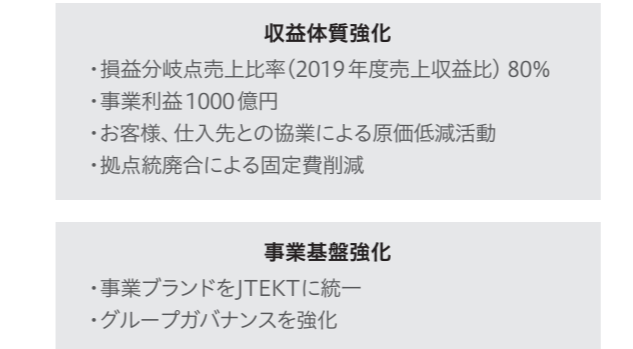 収益体質強化
・損益分岐点売上比率（2019年度売上収益比）80%
・事業利益1000億円
・お客様、仕入先との協業による原価低減活動
・拠点統廃合による固定費削減
事業基盤強化
・事業ブランドをJTEKTに統一
・グループガバナンスを強化